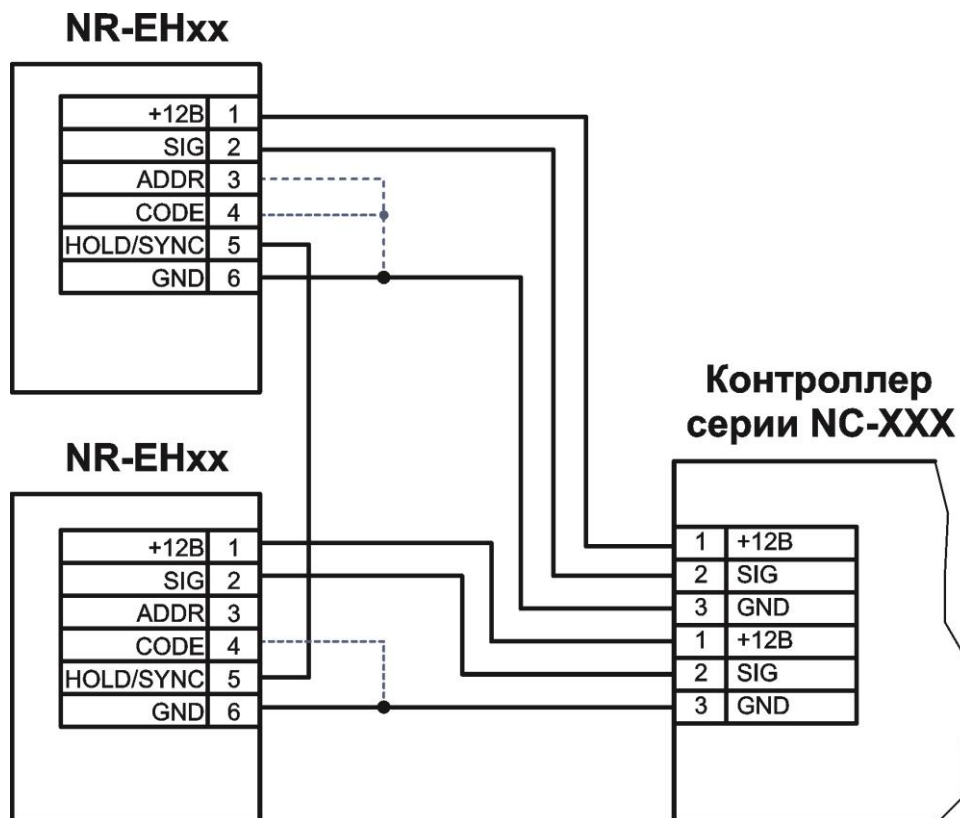 NR-EHxx
+12В 1
SIG 2
ADDR 3
CODE 4
HOLD/SYNC 5
GND 6
NR-EHxx
+12В 1
SIG 2
ADDR 3
CODE 4
HOLD/SYNC 5
GND 6
Контроллер
серии NC-XXX
1 +12В
2 SIG
3 GND
1 +12В
2 SIG
3 GND